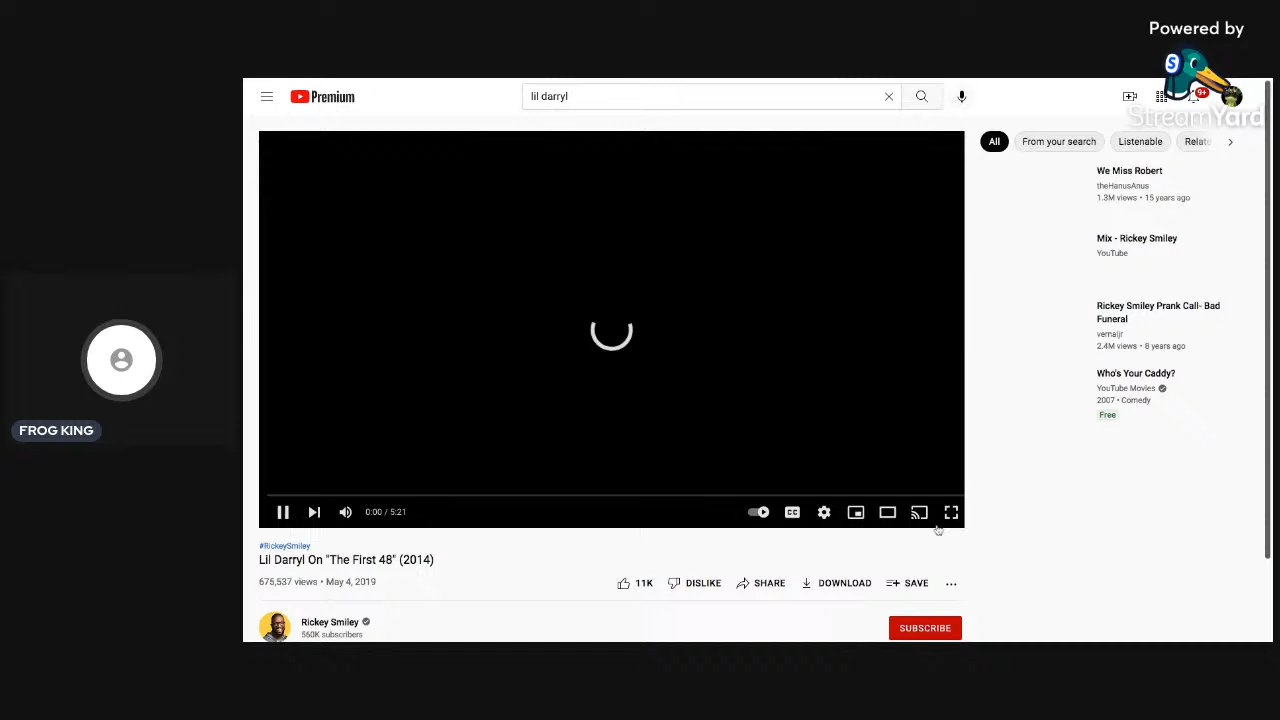 Powered by
StreamYard
Premium
lil darryl
9+
All
From your search
Listenable
Relate
We Miss Robert
theHanusAnus
1.3M views • 15 years ago
Mix - Rickey Smiley
YouTube
Rickey Smiley Prank Call- Bad
Funeral
vernaljr
2.4M views • 8 years ago
Who's Your Caddy?
YouTube Movies
2007 • Comedy
Free
FROG KING
0:00 / 5:21
CC
#RickeySmiley
Lil Darryl On "The First 48" (2014)
675,537 views • May 4, 2019
11K
DISLIKE
SHARE
DOWNLOAD
SAVE
Rickey Smiley
560K subscribers
SUBSCRIBE